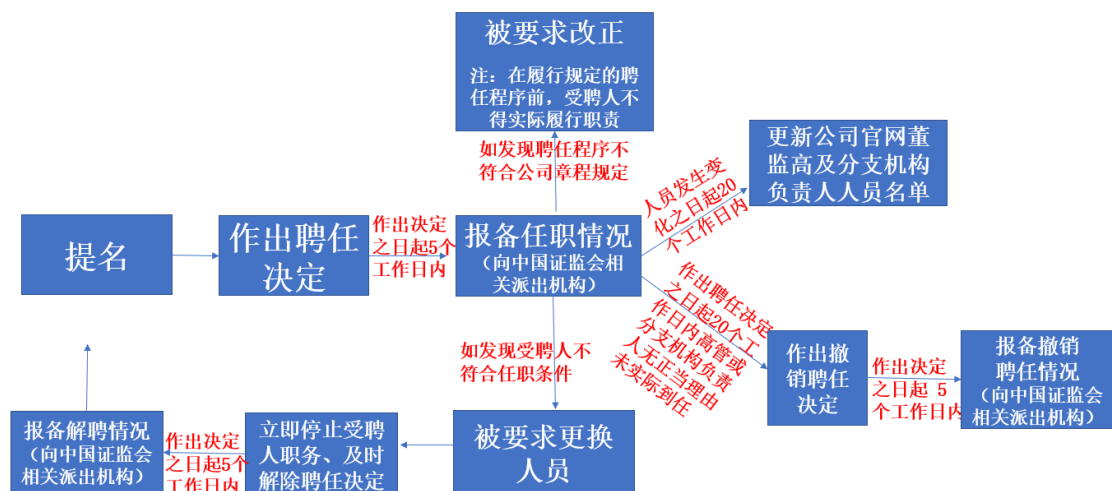 被要求改正
注：在履行规定的聘
任程序前，受聘人不
得实际履行职责
如发现聘任程序不
符合公司章程规定
更新公司官网董
监高及分支机构
负责人人员名单
人员发生变
化之日起20
个工作日内
提名
作出聘任
决定
作出决定
之日起5个
工作日内
报备任职情况
（向中国证监会相
关派出机构）
作出聘任决定
之日起20个工
作日内高管或
分支机构负责
人无正当理由
未实际到任
作出撤
销聘任
决定
作出决定
之日起 5
个工作日内
报备撤销
聘任情况
（向中国证监会
相关派出机构）
如发现受聘人不
符合任职条件
被要求更换
人员
立即停止受聘
人职务、及时
解除聘任决定
作出决定
之日起5个
工作日内
报备解聘情况
（向中国证监会
相关派出机构）